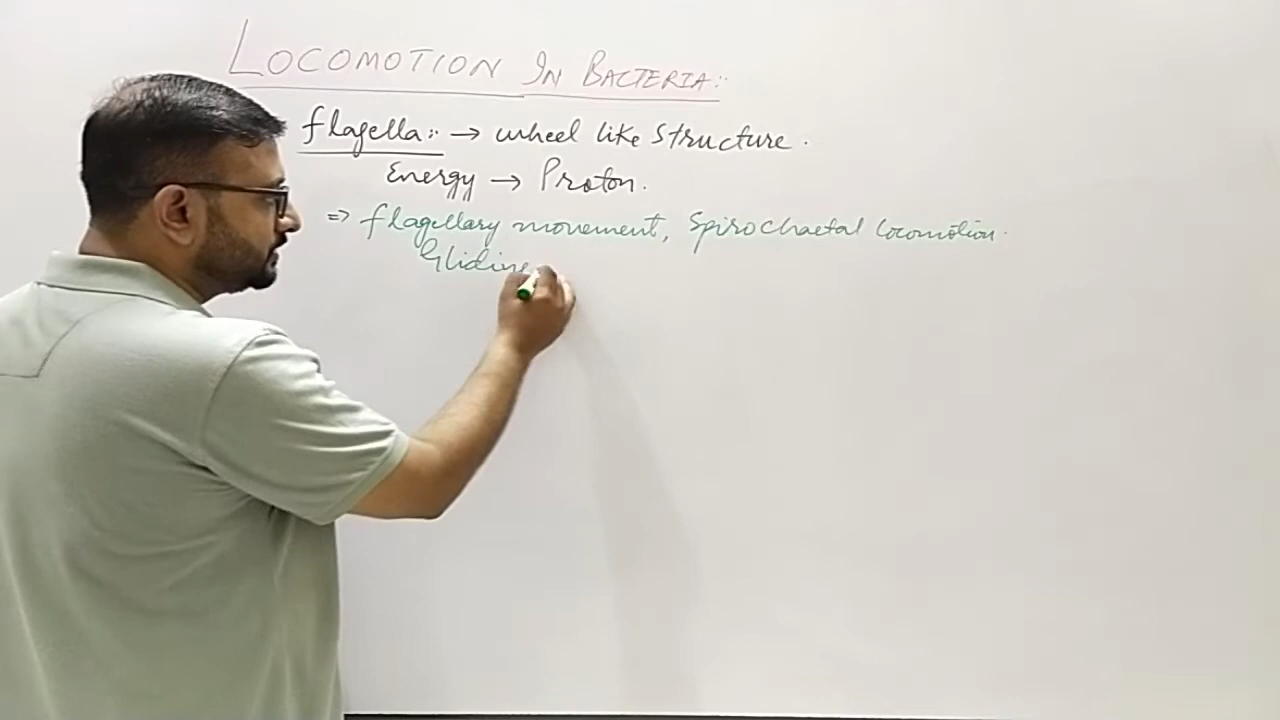 LOCOMOTION IN BACTERIA:-
flagella:- → wheel like structure.
Energy → Proton.
⇒ flagellary movement, Spirochaetal locomotion.
Gliding